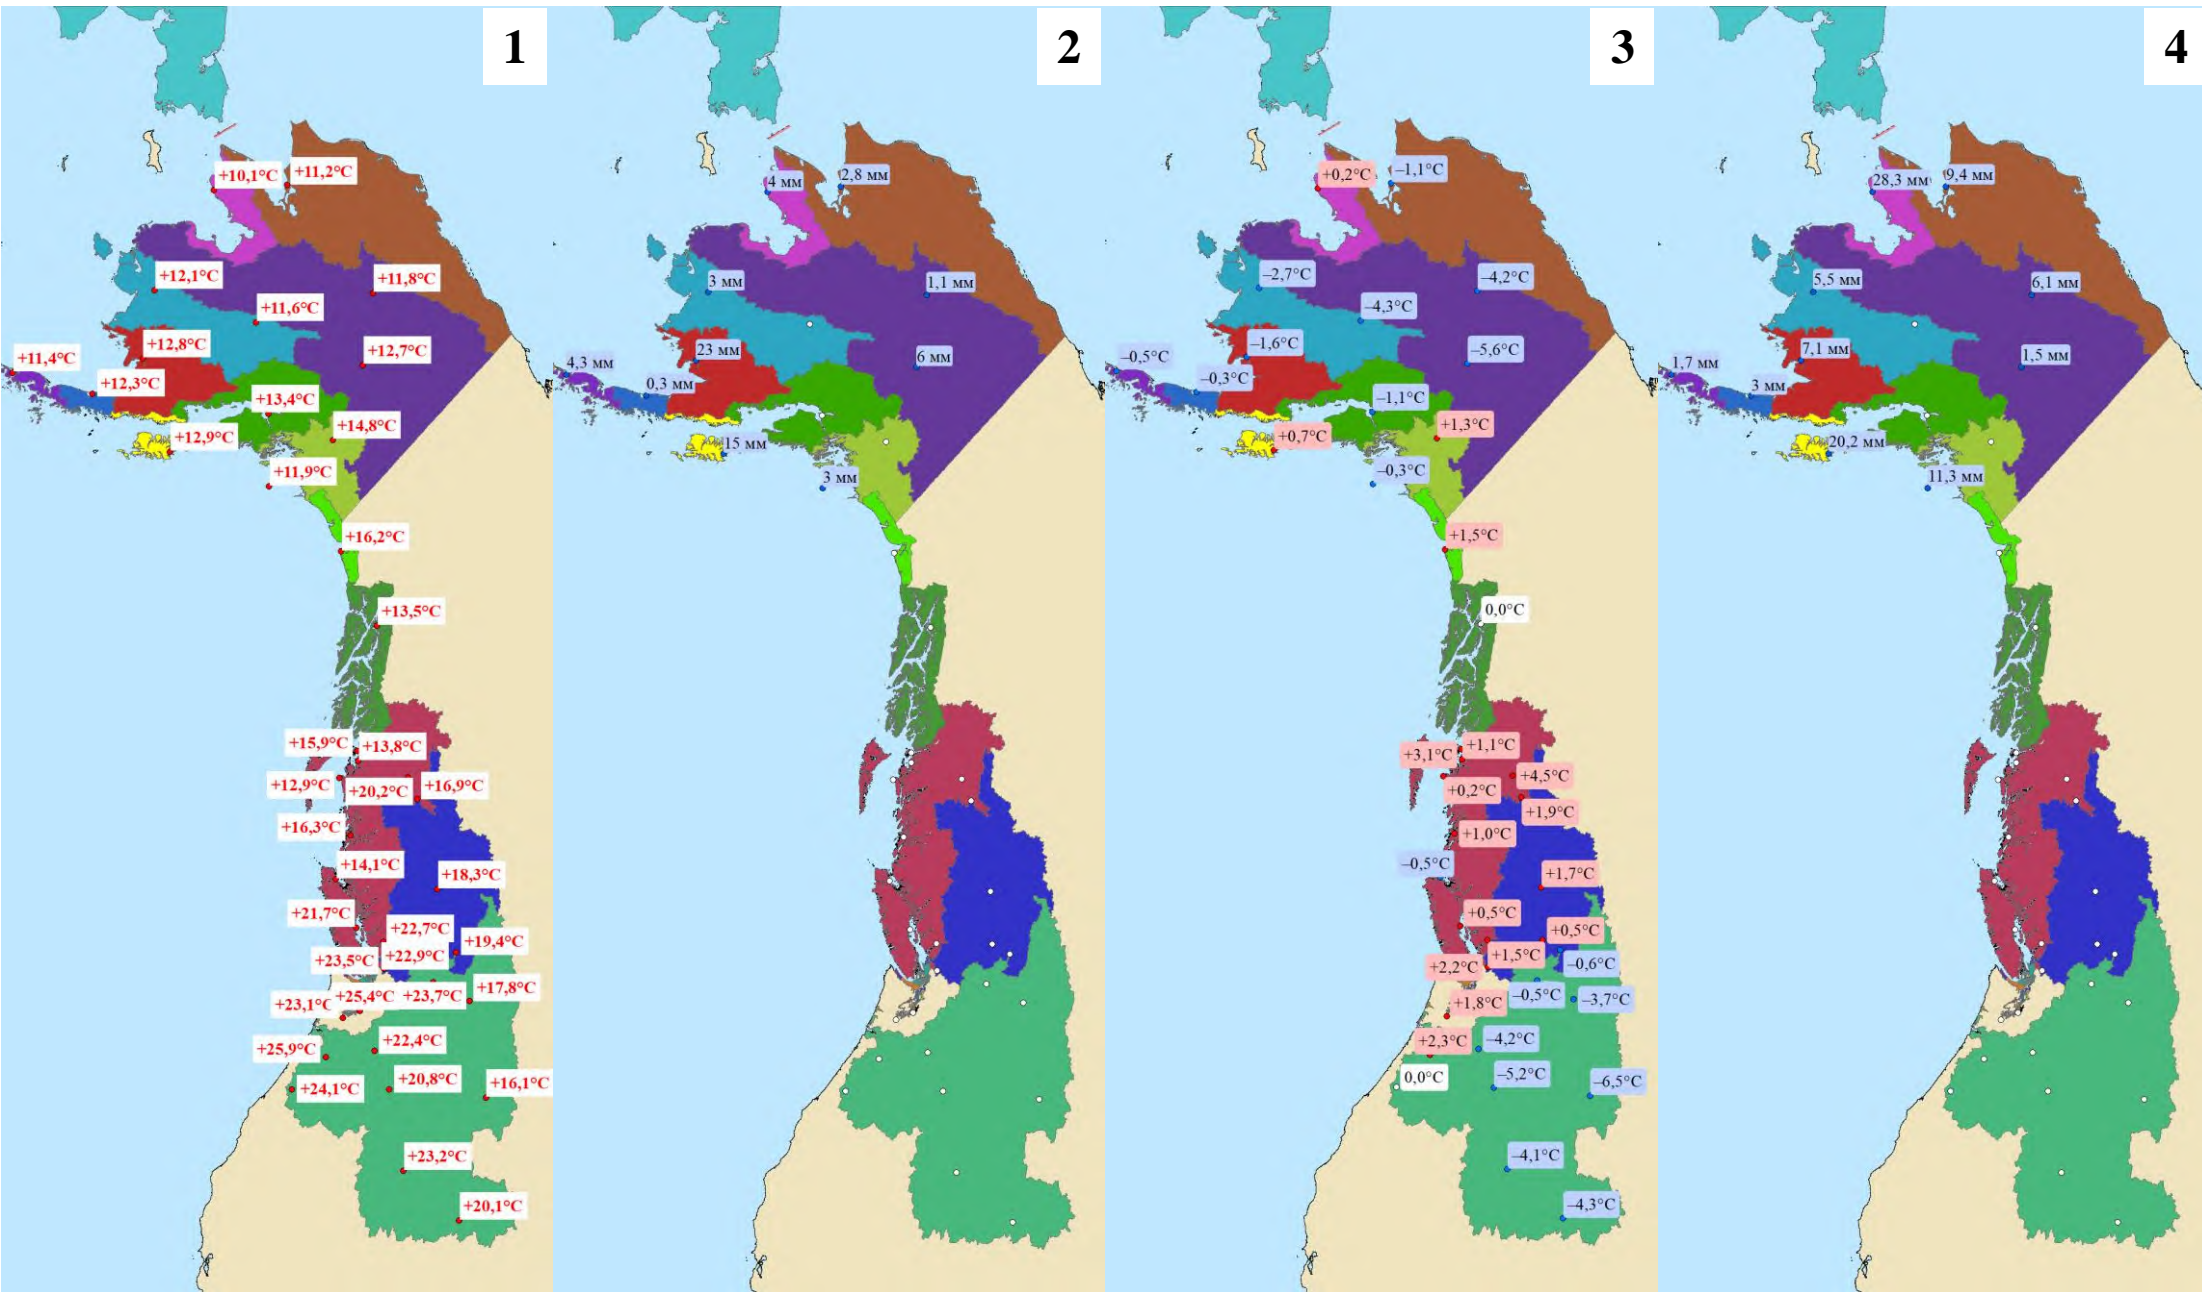 1
+10,1°C
+11,2°C
+12,1°C
+11,8°C
+11,6°C
+12,8°C
+12,7°C
+11,4°C
+12,3°C
+13,4°C
+14,8°C
+12,9°C
+11,9°C
+16,2°C
+13,5°C
+15,9°C
+13,8°C
+12,9°C
+20,2°C
+16,9°C
+16,3°C
+14,1°C
+18,3°C
+21,7°C
+22,7°C
+19,4°C
+23,5°C
+22,9°C
+23,1°C
+25,4°C
+23,7°C
+17,8°C
+25,9°C
+22,4°C
+24,1°C
+20,8°C
+16,1°C
+23,2°C
+20,1°C
2
4 мм
2,8 мм
3 мм
1,1 мм
23 мм
6 мм
4,3 мм
0,3 мм
15 мм
3 мм
3
+0,2°C
–1,1°C
–2,7°C
–4,2°C
–4,3°C
–1,6°C
–5,6°C
–0,5°C
–0,3°C
–1,1°C
+1,3°C
+0,7°C
–0,3°C
+1,5°C
0,0°C
+3,1°C
+1,1°C
+0,2°C
+4,5°C
+1,9°C
+1,0°C
–0,5°C
+1,7°C
+0,5°C
+0,5°C
+1,5°C
+2,2°C
–0,6°C
+1,8°C
–0,5°C
–3,7°C
+2,3°C
–4,2°C
0,0°C
–5,2°C
–6,5°C
–4,1°C
–4,3°C
4
28,3 мм
9,4 мм
5,5 мм
6,1 мм
7,1 мм
1,5 мм
1,7 мм
3 мм
20,2 мм
11,3 мм